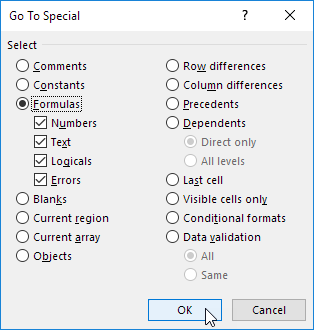 Go To Special
Select
Comments
Constants
Formulas
Numbers
Text
Logicals
Errors
Blanks
Current region
Current array
Objects
Row differences
Column differences
Precedents
Dependents
Direct only
All levels
Last cell
Visible cells only
Conditional formats
Data validation
All
Same
OK
Cancel